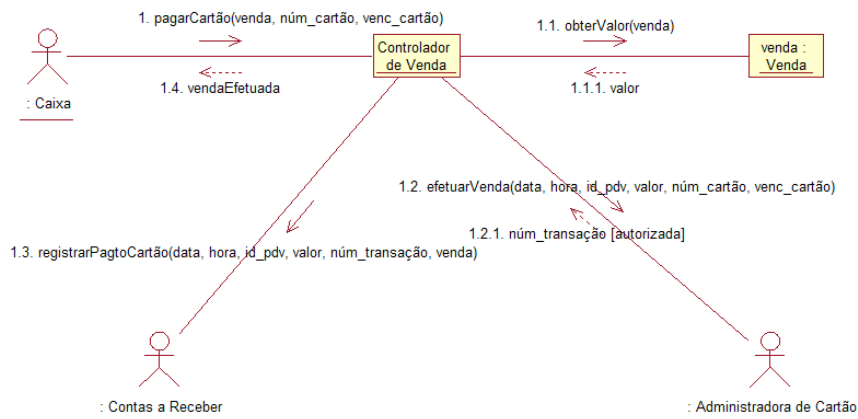 1. pagarCartão(venda, núm_cartão, venc_cartão)
1.1. obterValor(venda)
Controlador
de Venda
venda :
Venda
1.4. vendaEfetuada
1.1.1. valor
: Caixa
1.2. efetuarVenda(data, hora, id_pdv, valor, núm_cartão, venc_cartão)
1.2.1. núm_transação [autorizada]
1.3. registrarPagtoCartão(data, hora, id_pdv, valor, núm_transação, venda)
: Contas a Receber
: Administradora de Cartão